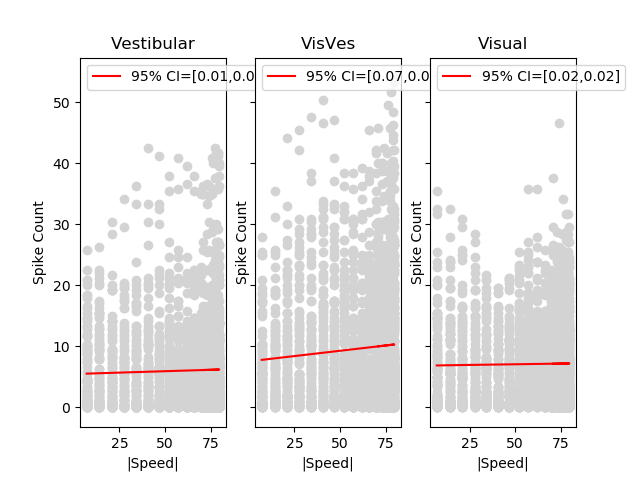 Vestibular
VisVes
Visual
95% CI=[0.01,0.0
95% CI=[0.07,0.0
95% CI=[0.02,0.02]
Spike Count
Spike Count
Spike Count
50
40
30
20
10
0
25 50 75
25 50 75
25 50 75
|Speed|
|Speed|
|Speed|